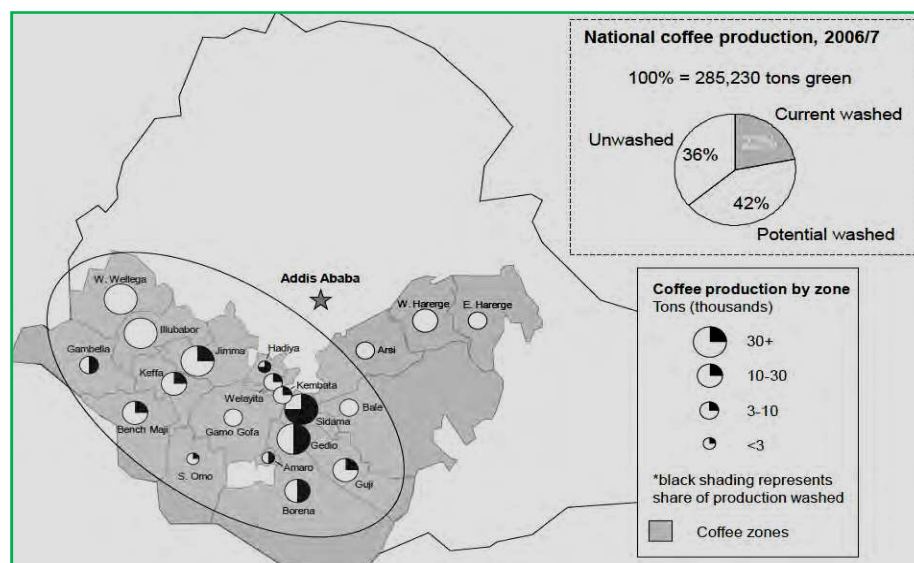 National coffee production, 2006/7
100% = 285,230 tons green
Current washed
Unwashed
36%
42%
Potential washed
Addis Ababa
W. Wellega
W. Harerge
E. Harerge
Illubabor
Gambella
Jimma
Hadiya
Arsi
Keffa
Kembata
Welayita
Bale
Sidama
Bench Maji
Gamo Gofa
Gedio
S. Omo
Amaro
Guji
Borena
Coffee production by zone
Tons (thousands)
30+
10-30
3-10
<3
*black shading represents
share of production washed
Coffee zones